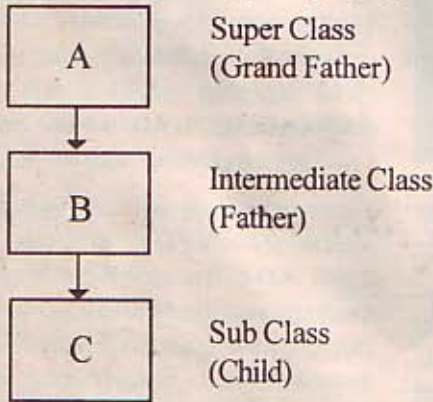 A
Super Class
(Grand Father)
B
Intermediate Class
(Father)
C
Sub Class
(Child)